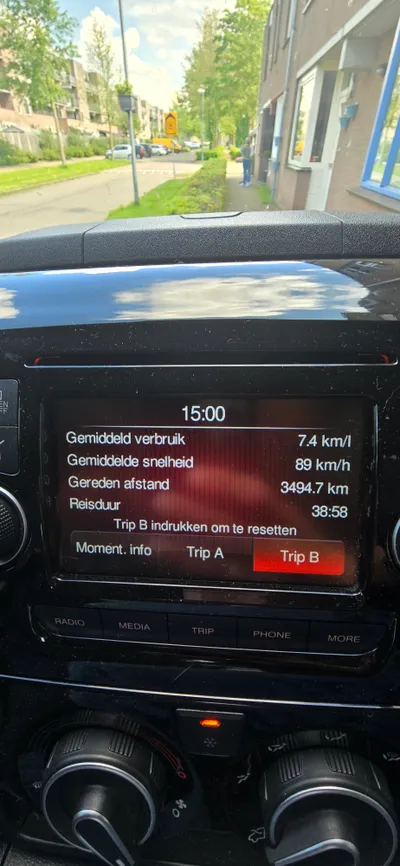 15:00
Gemiddeld verbruik 7.4 km/l
Gemiddelde snelheid 89 km/h
Gereden afstand 3494.7 km
Reisduur 38:58
Trip B indrukken om te resetten
Moment. info Trip A Trip B
RADIO MEDIA TRIP PHONE MORE